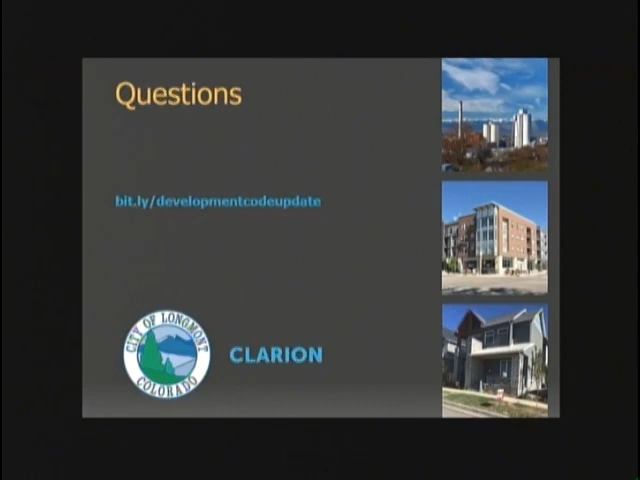 Questions
bit.ly/developmentcodeupdate
CITY OF LONGMONT
COLORADO
CLARION